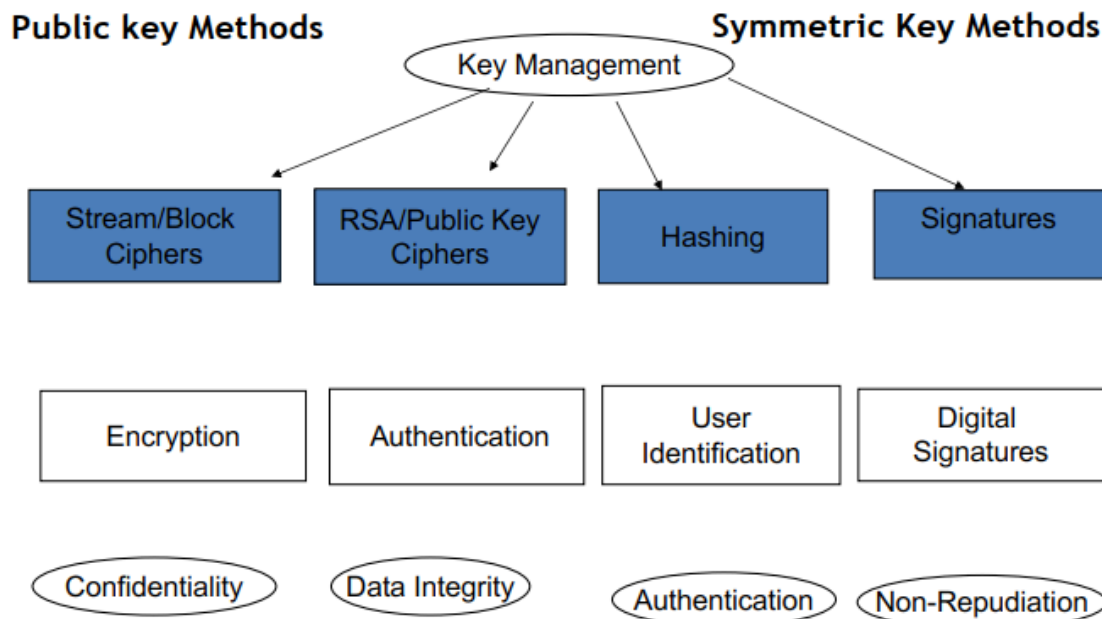 Public key Methods
Symmetric Key Methods
Key Management
Stream/Block
Ciphers
RSA/Public Key
Ciphers
Hashing
Signatures
Encryption
Authentication
User
Identification
Digital
Signatures
Confidentiality
Data Integrity
Authentication
Non-Repudiation